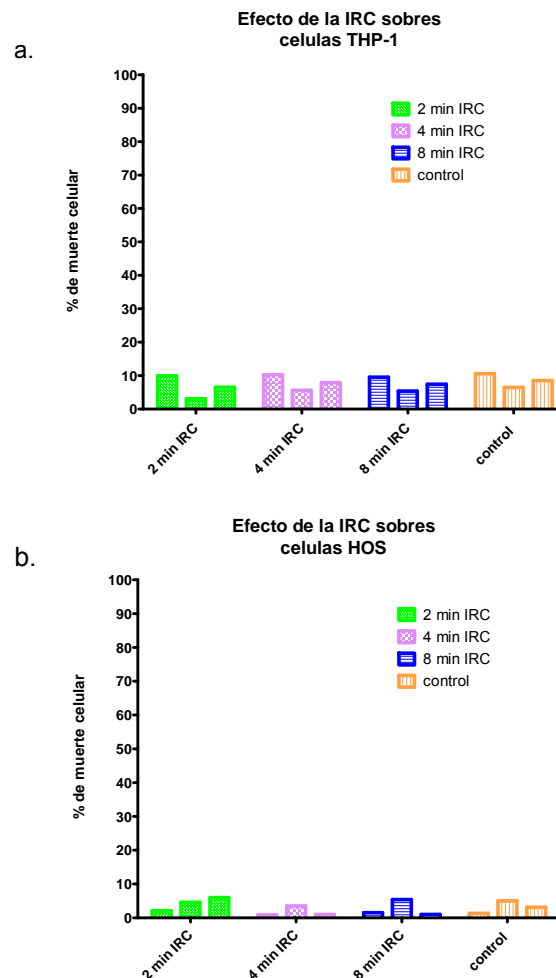 a.
Efecto de la IRC sobres
celulas THP-1
% de muerte celular
100
90
80
70
60
50
40
30
20
10
0
2 min IRC
4 min IRC
8 min IRC
control
2 min IRC
4 min IRC
8 min IRC
control
b.
Efecto de la IRC sobres
celulas HOS
% de muerte celular
100
90
80
70
60
50
40
30
20
10
0
2 min IRC
4 min IRC
8 min IRC
control
2 min IRC
4 min IRC
8 min IRC
control